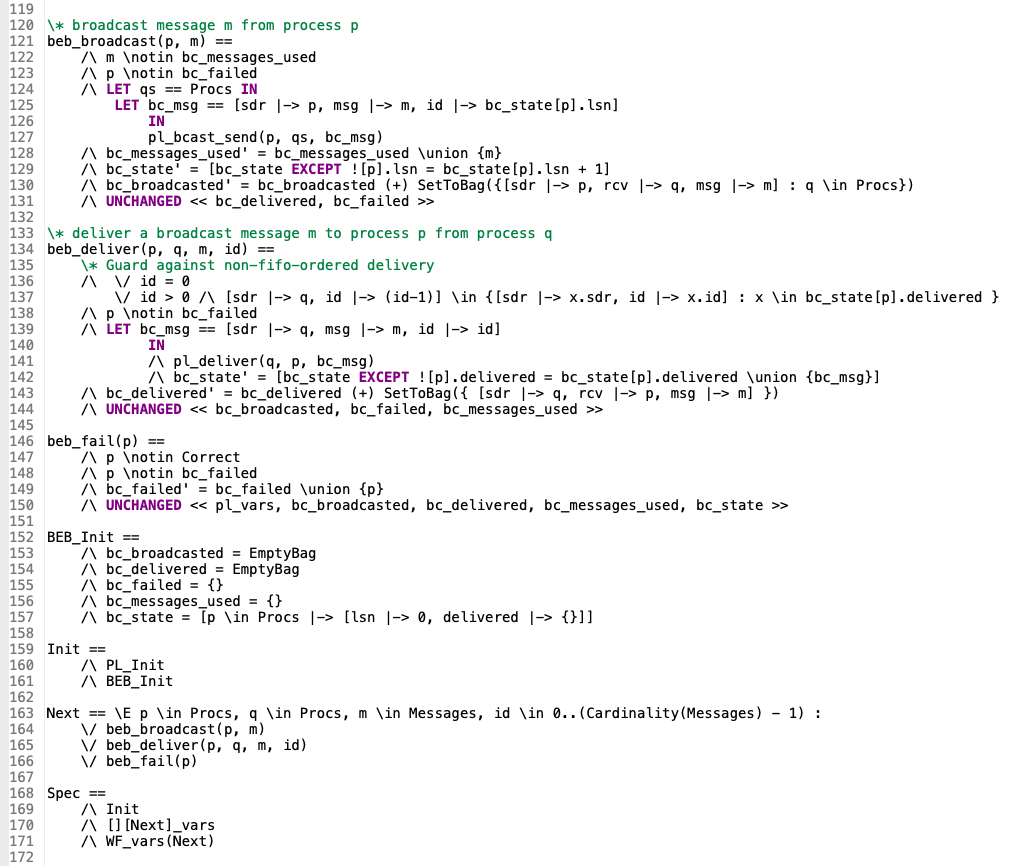 119
120 \* broadcast message m from process p
121 beb_broadcast(p, m) ==
122     /\ m \notin bc_messages_used
123     /\ p \notin bc_failed
124     /\ LET qs == Procs IN
125         LET bc_msg == [sdr |-> p, msg |-> m, id |-> bc_state[p].lsn]
126             IN
127             pl_bcast_send(p, qs, bc_msg)
128     /\ bc_messages_used' = bc_messages_used \union {m}
129     /\ bc_state' = [bc_state EXCEPT ![p].lsn = bc_state[p].lsn + 1]
130     /\ bc_broadcasted' = bc_broadcasted (+) SetToBag({[sdr |-> p, rcv |-> q, msg |-> m] : q \in Procs})
131     /\ UNCHANGED << bc_delivered, bc_failed >>
132
133 \* deliver a broadcast message m to process p from process q
134 beb_deliver(p, q, m, id) ==
135     \* Guard against non-fifo-ordered delivery
136     /\  \/ id = 0
137         \/ id > 0 /\ [sdr |-> q, id |-> (id-1)] \in {[sdr |-> x.sdr, id |-> x.id] : x \in bc_state[p].delivered }
138     /\ p \notin bc_failed
139     /\ LET bc_msg == [sdr |-> q, msg |-> m, id |-> id]
140             IN
141             /\ pl_deliver(q, p, bc_msg)
142             /\ bc_state' = [bc_state EXCEPT ![p].delivered = bc_state[p].delivered \union {bc_msg}]
143     /\ bc_delivered' = bc_delivered (+) SetToBag({ [sdr |-> q, rcv |-> p, msg |-> m] })
144     /\ UNCHANGED << bc_broadcasted, bc_failed, bc_messages_used >>
145
146 beb_fail(p) ==
147     /\ p \notin Correct
148     /\ p \notin bc_failed
149     /\ bc_failed' = bc_failed \union {p}
150     /\ UNCHANGED << pl_vars, bc_broadcasted, bc_delivered, bc_messages_used, bc_state >>
151
152 BEB_Init ==
153     /\ bc_broadcasted = EmptyBag
154     /\ bc_delivered = EmptyBag
155     /\ bc_failed = {}
156     /\ bc_messages_used = {}
157     /\ bc_state = [p \in Procs |-> [lsn |-> 0, delivered |-> {}]]
158
159 Init ==
160     /\ PL_Init
161     /\ BEB_Init
162
163 Next == \E p \in Procs, q \in Procs, m \in Messages, id \in 0..(Cardinality(Messages) - 1) :
164     \/ beb_broadcast(p, m)
165     \/ beb_deliver(p, q, m, id)
166     \/ beb_fail(p)
167
168 Spec ==
169     /\ Init
170     /\ [][Next]_vars
171     /\ WF_vars(Next)
172